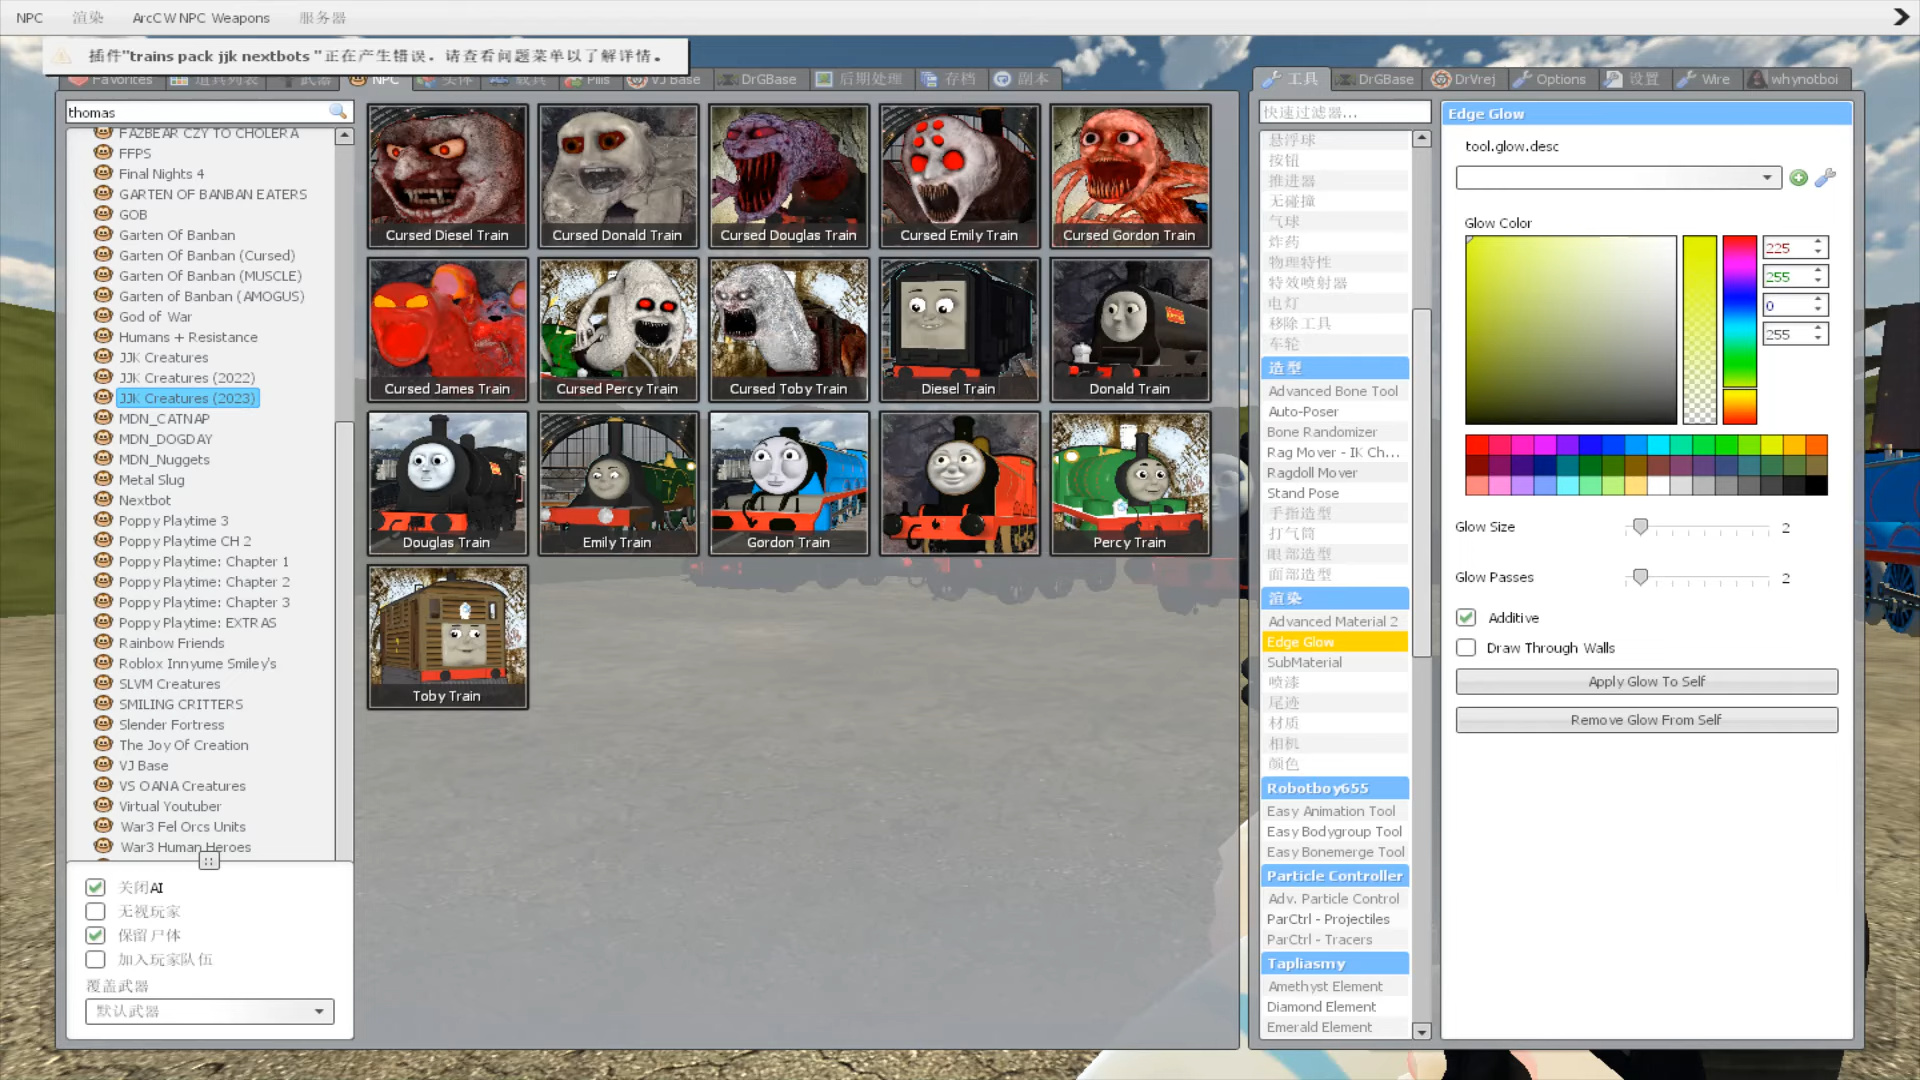 NPC
渲染
ArcCW NPC Weapons
服务器
插件"trains pack jjk nextbots "正在产生错误。请查看问题菜单以了解详情。
Favorites
道具列表
武器
NPC
实体
载具
Pills
VJ Base
DrGBase
后期处理
存档
副本
thomas
FAZBEAR CZY TO CHOLERA
FFPS
Final Nights 4
GARTEN OF BANBAN EATERS
GOB
Garten Of Banban
Garten Of Banban (Cursed)
Garten Of Banban (MUSCLE)
Garten of Banban (AMOGUS)
God of War
Humans + Resistance
JJK Creatures
JJK Creatures (2022)
JJK Creatures (2023)
MDN_CATNAP
MDN_DOGDAY
MDN_Nuggets
Metal Slug
Nextbot
Poppy Playtime 3
Poppy Playtime CH 2
Poppy Playtime: Chapter 1
Poppy Playtime: Chapter 2
Poppy Playtime: Chapter 3
Poppy Playtime: EXTRAS
Rainbow Friends
Roblox Innyume Smiley's
SLVM Creatures
SMILING CRITTERS
Slender Fortress
The Joy Of Creation
VJ Base
VS OANA Creatures
Virtual Youtuber
War3 Fel Orcs Units
War3 Human Heroes
关闭AI
无视玩家
保留尸体
加入玩家队伍
覆盖武器
默认武器
Cursed Diesel Train
Cursed Donald Train
Cursed Douglas Train
Cursed Emily Train
Cursed Gordon Train
Cursed James Train
Cursed Percy Train
Cursed Toby Train
Diesel Train
Donald Train
Douglas Train
Emily Train
Gordon Train
Percy Train
Toby Train
工具
DrGBase
DrVrej
Options
设置
Wire
whynotboi
快速过滤器...
悬浮球
按钮
推进器
无碰撞
气球
炸药
物理特性
特效喷射器
电灯
移除工具
车轮
造型
Advanced Bone Tool
Auto-Poser
Bone Randomizer
Rag Mover - IK Ch...
Ragdoll Mover
Stand Pose
手指造型
打气筒
眼部造型
面部造型
渲染
Advanced Material 2
Edge Glow
SubMaterial
喷漆
尾迹
材质
相机
颜色
Robotboy655
Easy Animation Tool
Easy Bodygroup Tool
Easy Bonemerge Tool
Particle Controller
Adv. Particle Control
ParCtrl - Projectiles
ParCtrl - Tracers
Tapliasmy
Amethyst Element
Diamond Element
Emerald Element
Edge Glow
tool.glow.desc
Glow Color
225
255
0
255
Glow Size
2
Glow Passes
2
Additive
Draw Through Walls
Apply Glow To Self
Remove Glow From Self